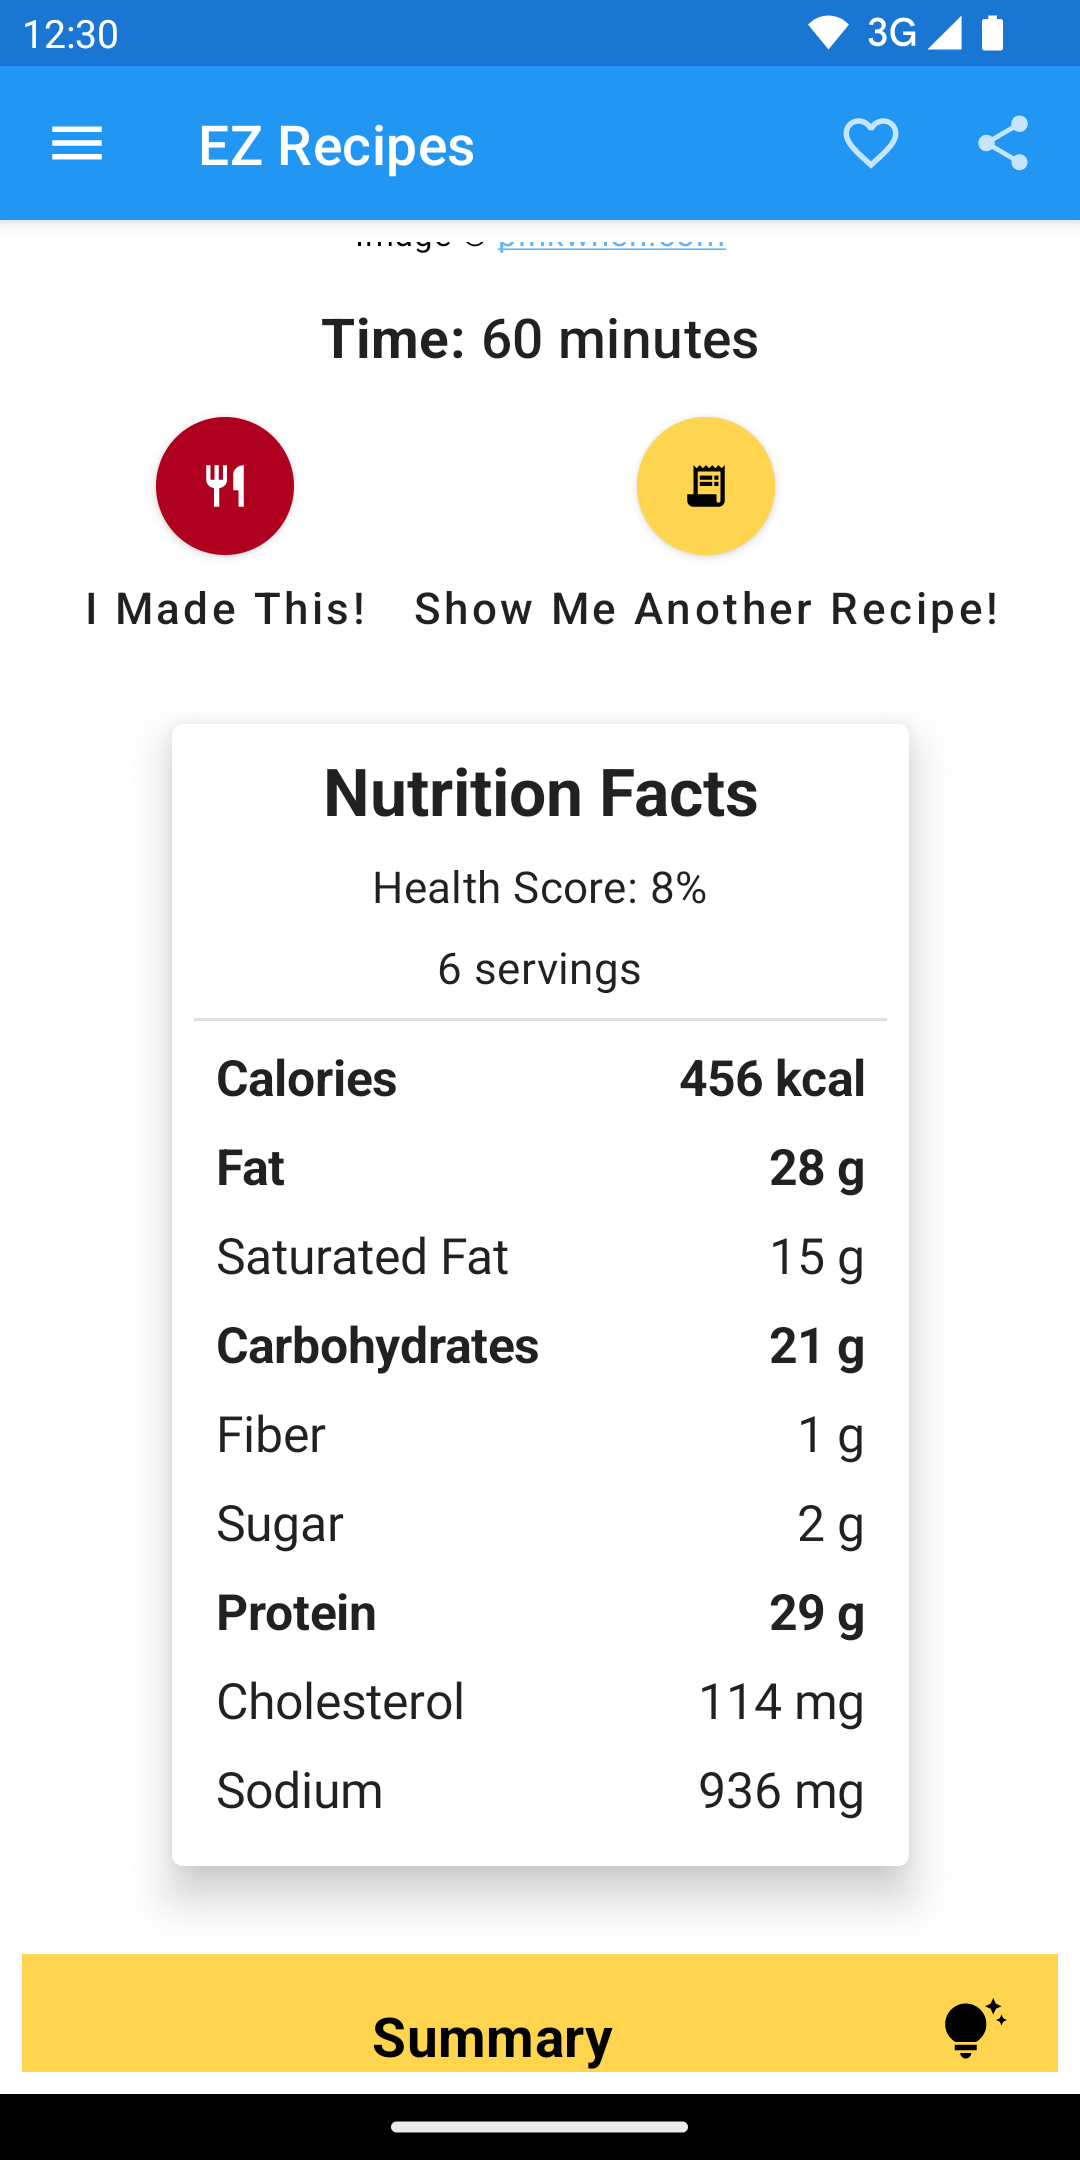 12:30 3G
EZ Recipes
Image © pinkwhen.com
Time: 60 minutes
I Made This! Show Me Another Recipe!
Nutrition Facts
Health Score: 8%
6 servings
Calories 456 kcal
Fat 28 g
Saturated Fat 15 g
Carbohydrates 21 g
Fiber 1 g
Sugar 2 g
Protein 29 g
Cholesterol 114 mg
Sodium 936 mg
Summary